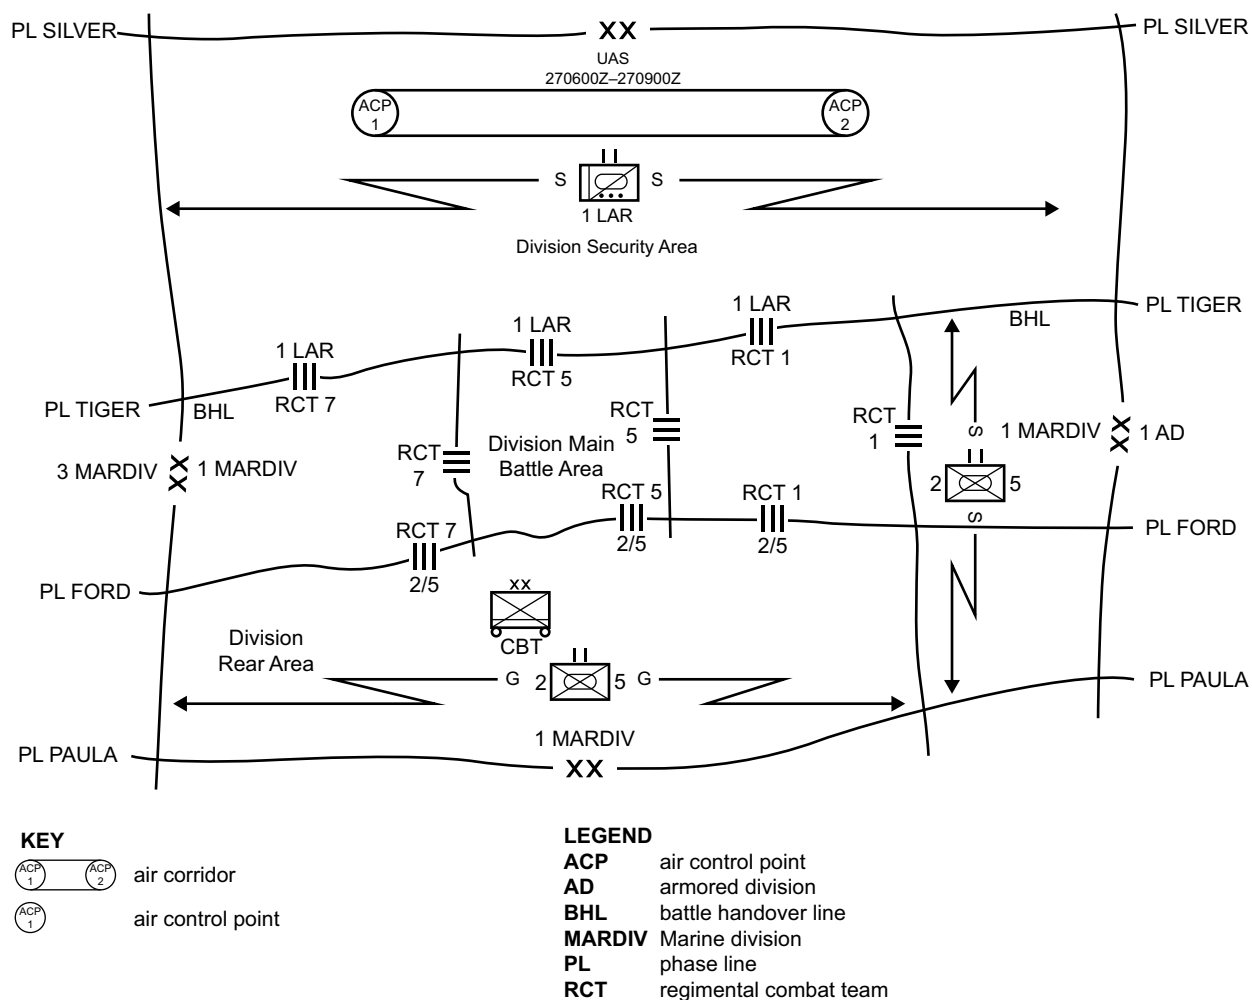 PL SILVER
XX
PL SILVER
UAS
270600Z–270900Z
ACP
1
ACP
2
S
S
1 LAR
Division Security Area
PL TIGER
BHL
1 LAR
RCT 1
1 LAR
RCT 5
1 LAR
RCT 7
PL TIGER
BHL
RCT
7
Division Main
Battle Area
RCT
5
RCT
1
S
2
5
S
1 MARDIV
XX
1 AD
3 MARDIV
XX
1 MARDIV
RCT 5
2/5
RCT 1
2/5
RCT 7
2/5
PL FORD
PL FORD
XX
CBT
Division
Rear Area
G
2
5
G
PL PAULA
1 MARDIV
XX
PL PAULA
KEY
ACP
1
ACP
2
air corridor
ACP
1
air control point
LEGEND
ACP air control point
AD armored division
BHL battle handover line
MARDIV Marine division
PL phase line
RCT regimental combat team